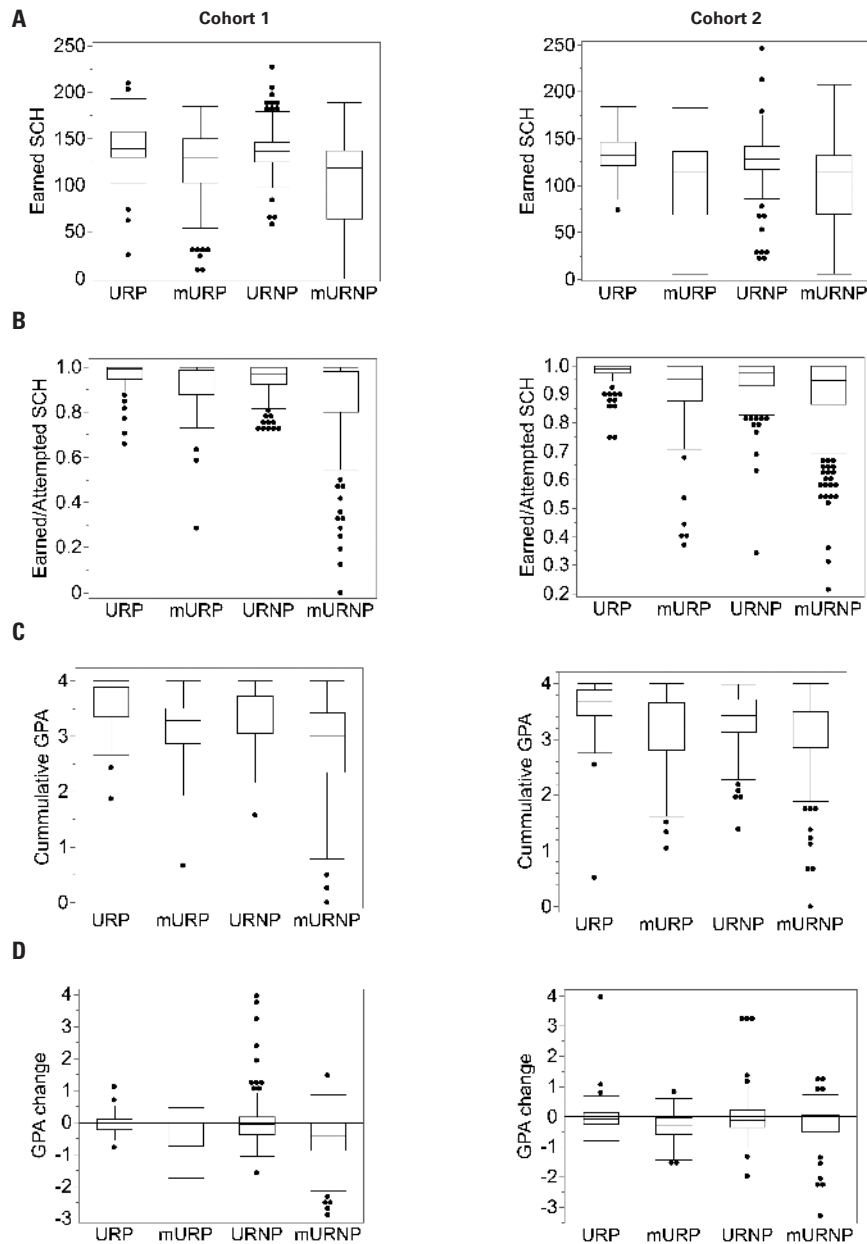 A
Cohort 1
Cohort 2
250
200
150
100
50
0
Earned SCH
URP mURP URNP mURNP
250
200
150
100
50
0
Earned SCH
URP mURP URNP mURNP
B
1.0
0.8
0.6
0.4
0.2
0
Earned/Attempted SCH
URP mURP URNP mURNP
1.0
0.9
0.8
0.7
0.6
0.5
0.4
0.3
0.2
Earned/Attempted SCH
URP mURP URNP mURNP
C
4
3
2
1
0
Cummulative GPA
URP mURP URNP mURNP
4
3
2
1
0
Cummulative GPA
URP mURP URNP mURNP
D
4
3
2
1
0
-1
-2
-3
GPA change
URP mURP URNP mURNP
4
3
2
1
0
-1
-2
-3
GPA change
URP mURP URNP mURNP